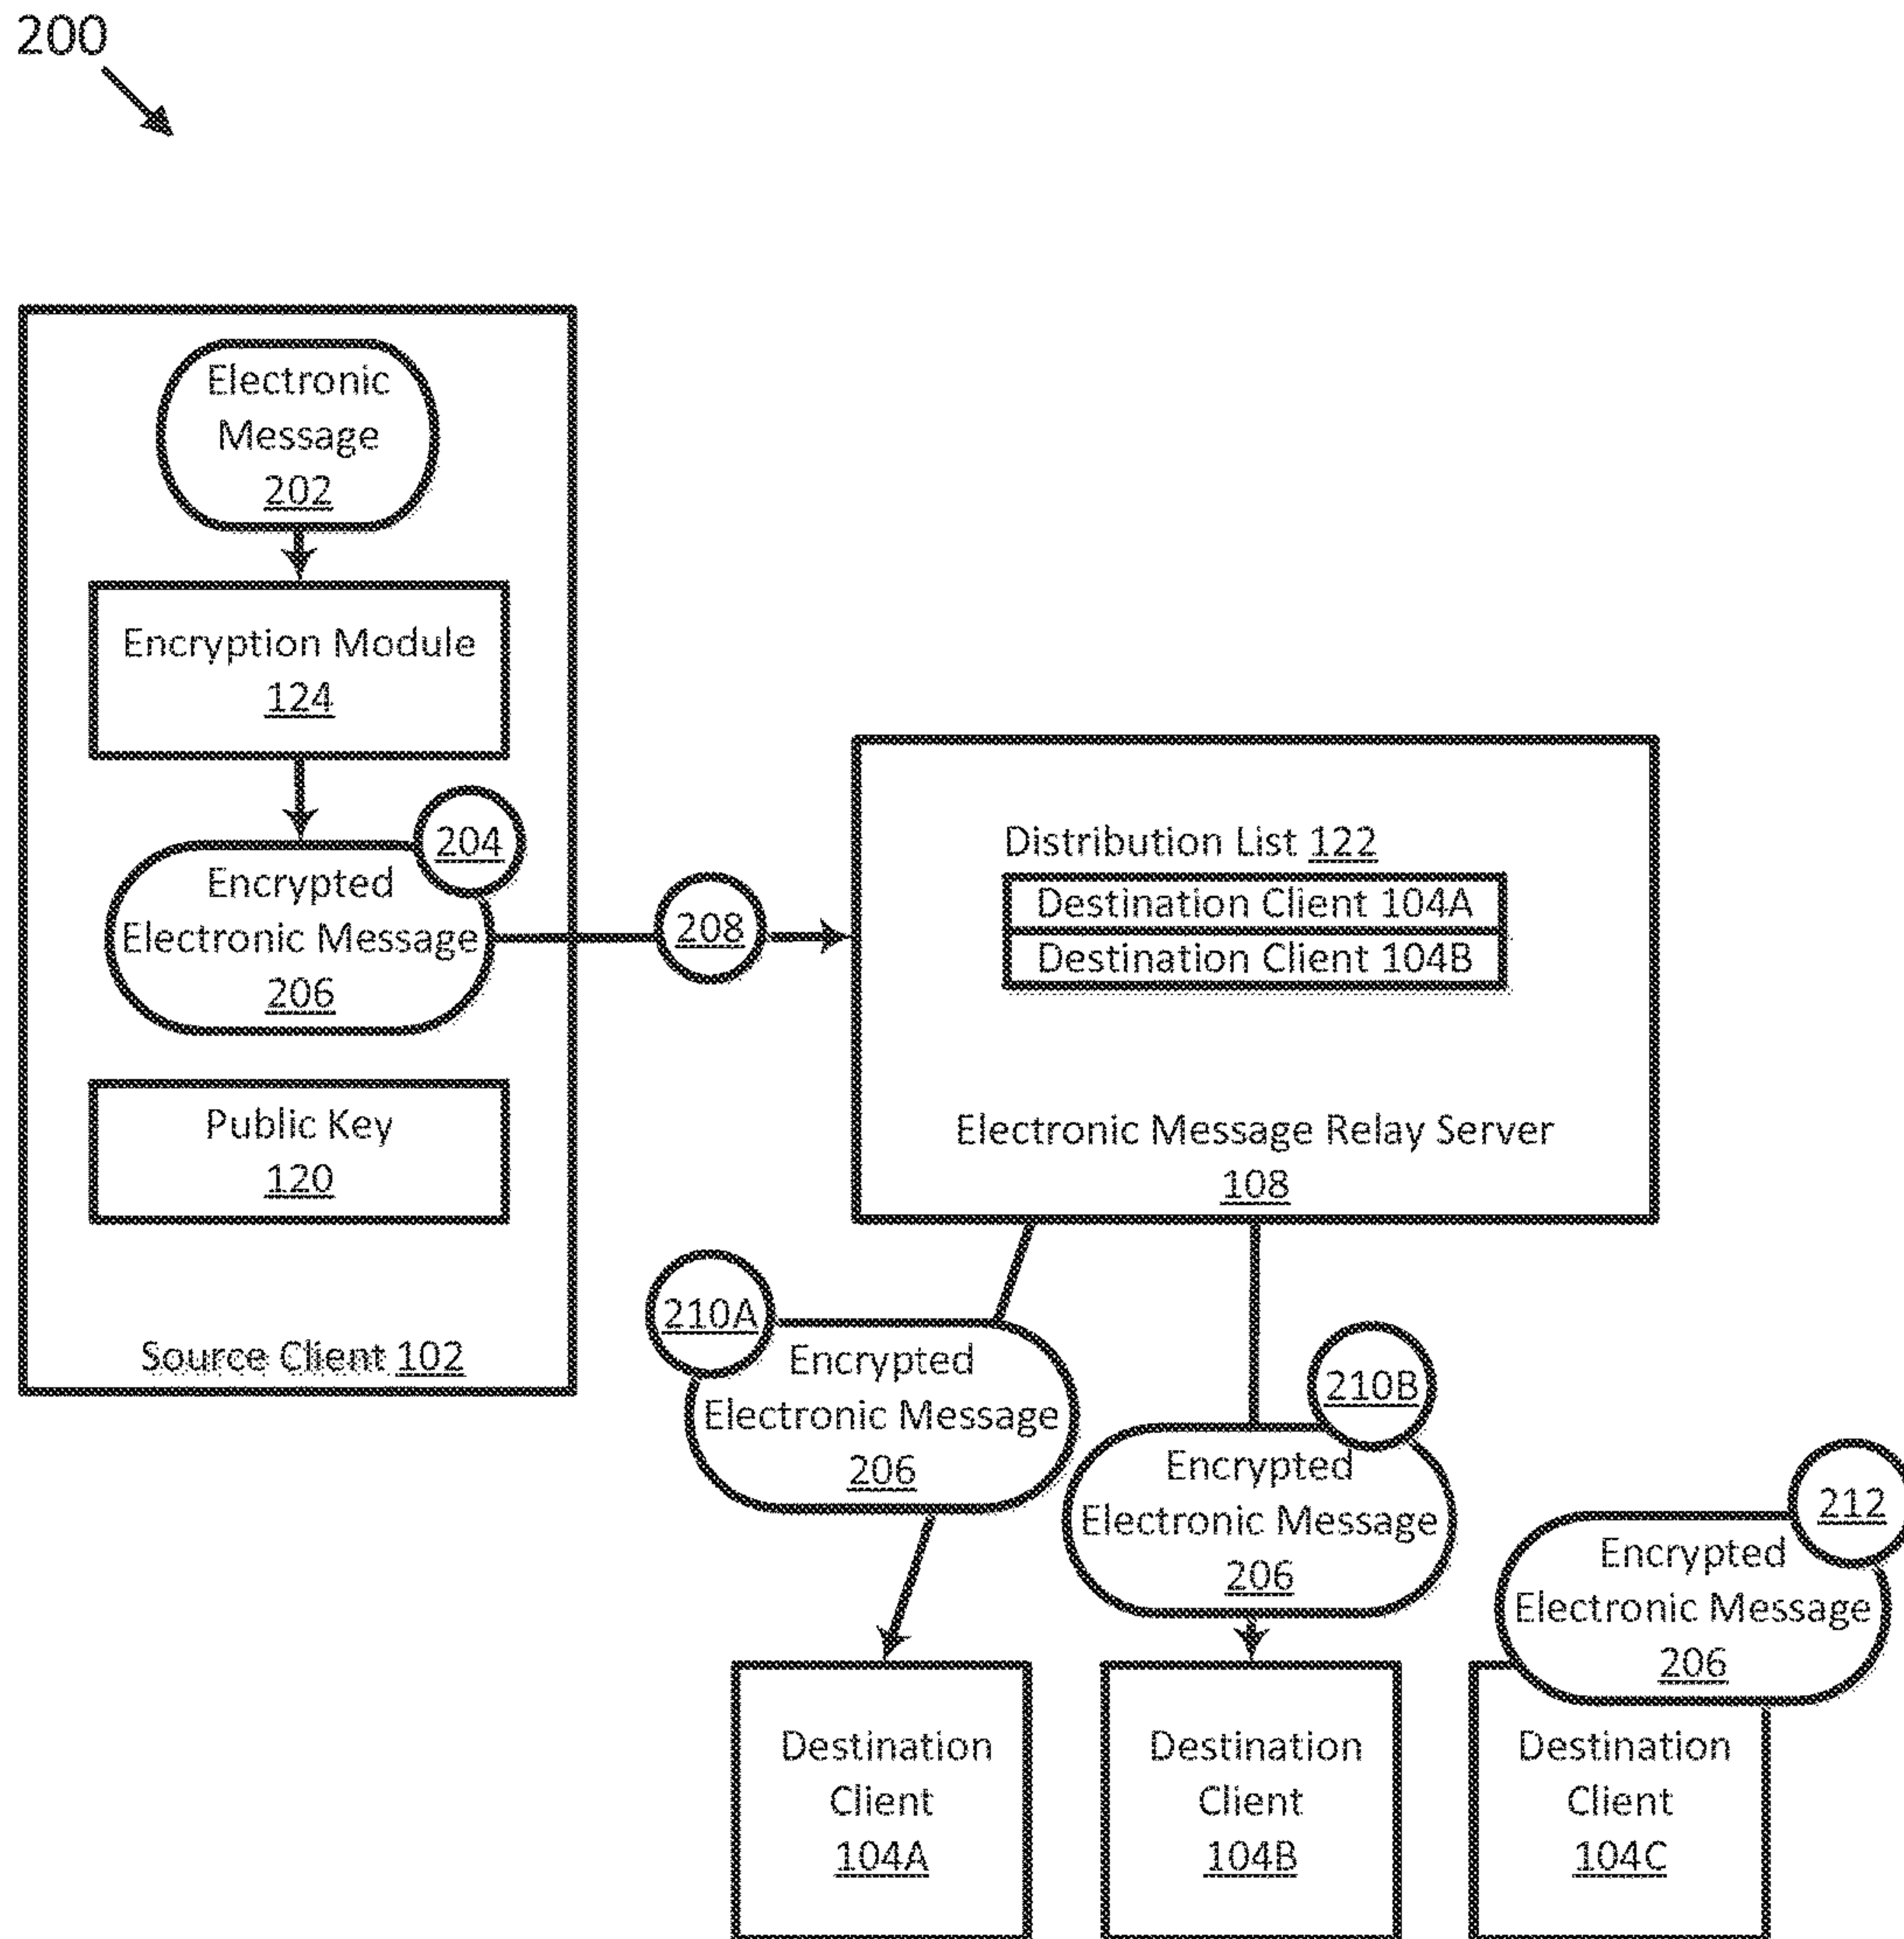 200
Electronic
Message
202
Encryption Module
124
204
Encrypted
Electronic Message
206
Public Key
120
Source Client 102
208
Distribution List 122
Destination Client 104A
Destination Client 104B
Electronic Message Relay Server
108
210A
Encrypted
Electronic Message
206
210B
Encrypted
Electronic Message
206
212
Encrypted
Electronic Message
206
Destination
Client
104A
Destination
Client
104B
Destination
Client
104C